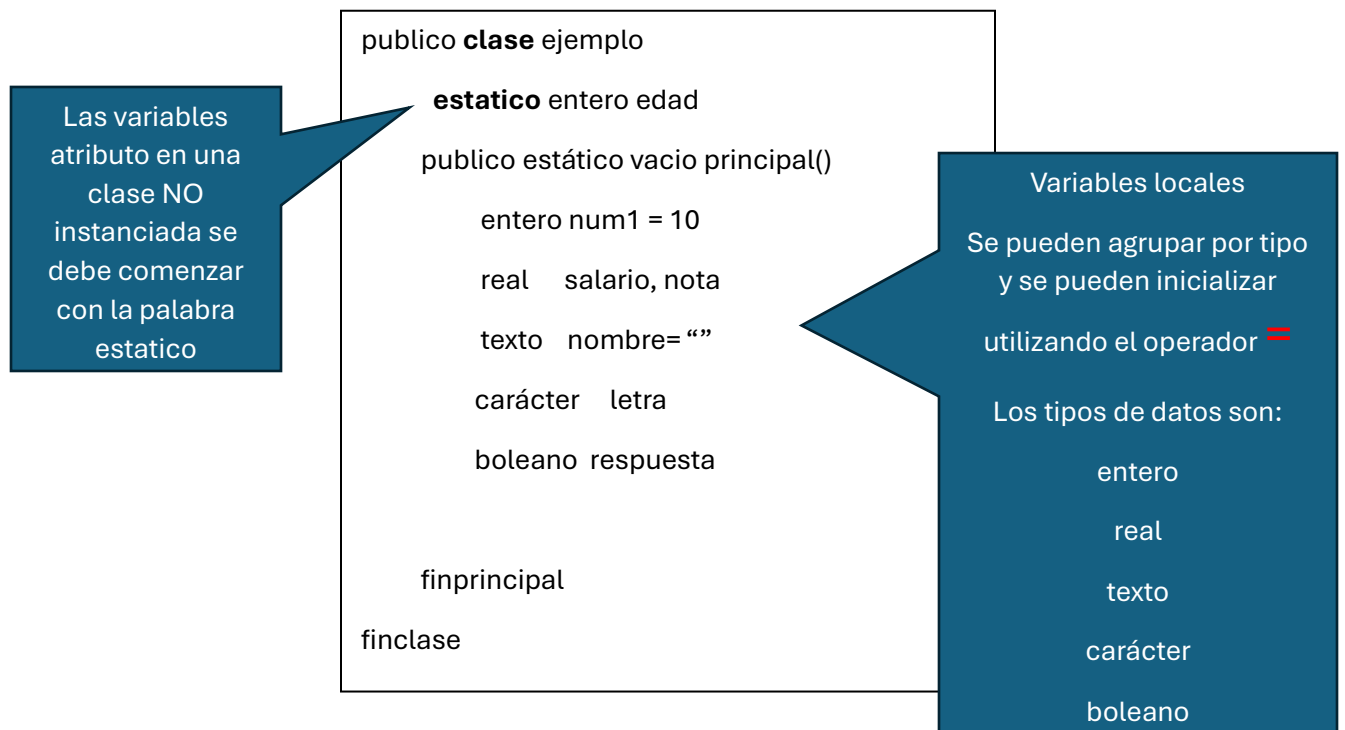 publico clase ejemplo
estatico entero edad
publico estático vacio principal()
entero num1 = 10
real salario, nota
texto nombre= “”
carácter letra
boleano respuesta
finprincipal
finclase
Las variables
atributo en una
clase NO
instanciada se
debe comenzar
con la palabra
estatico
Variables locales
Se pueden agrupar por tipo
y se pueden inicializar
utilizando el operador =
Los tipos de datos son:
entero
real
texto
carácter
boleano